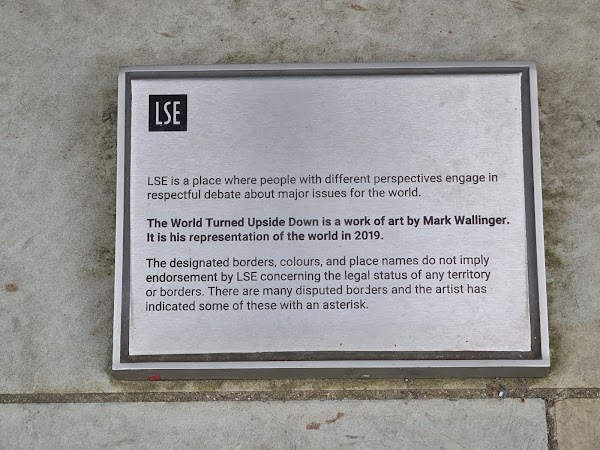 LSE
LSE is a place where people with different perspectives engage in
respectful debate about major issues for the world.
The World Turned Upside Down is a work of art by Mark Wallinger.
It is his representation of the world in 2019.
The designated borders, colours, and place names do not imply
endorsement by LSE concerning the legal status of any territory
or borders. There are many disputed borders and the artist has
indicated some of these with an asterisk.